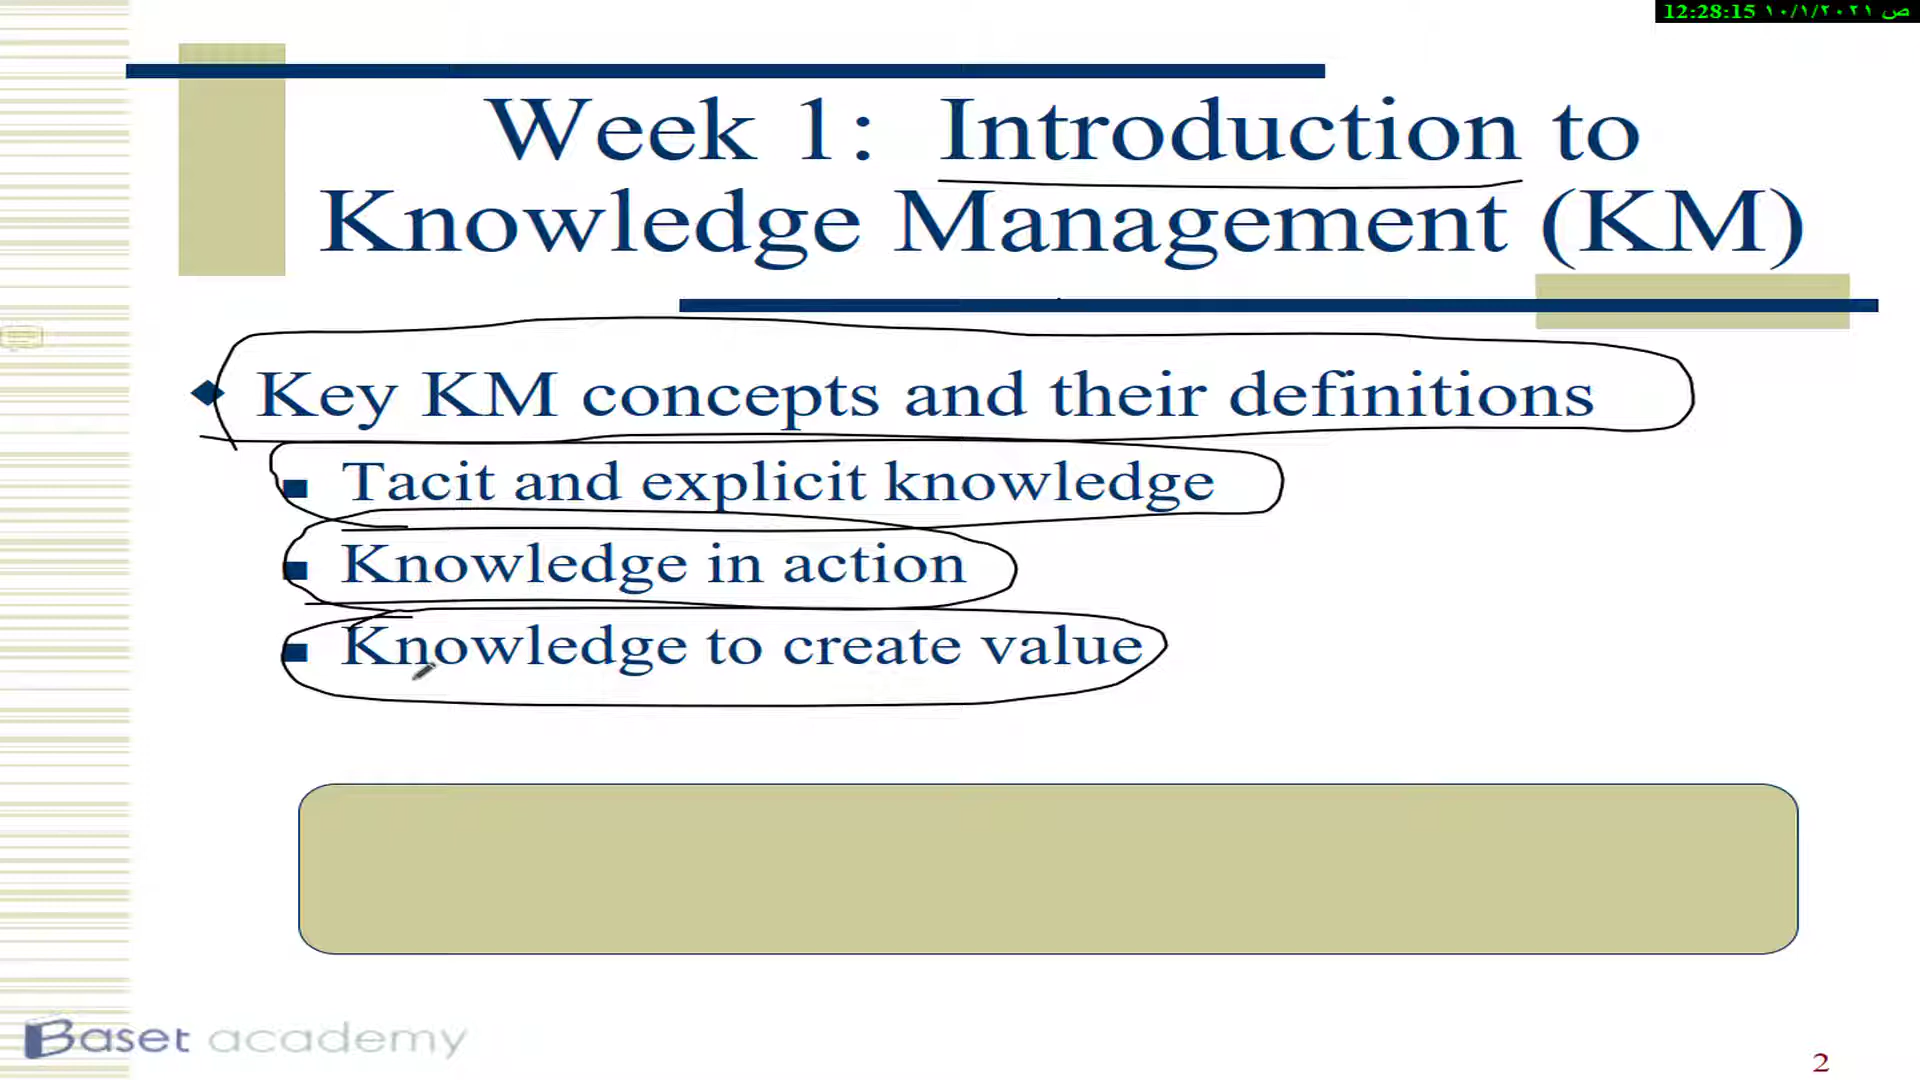 12:28:15 ١٠/١/٢٠٢١ ص
Week 1: Introduction to
Knowledge Management (KM)
Key KM concepts and their definitions
Tacit and explicit knowledge
Knowledge in action
Knowledge to create value
Baset academy
2